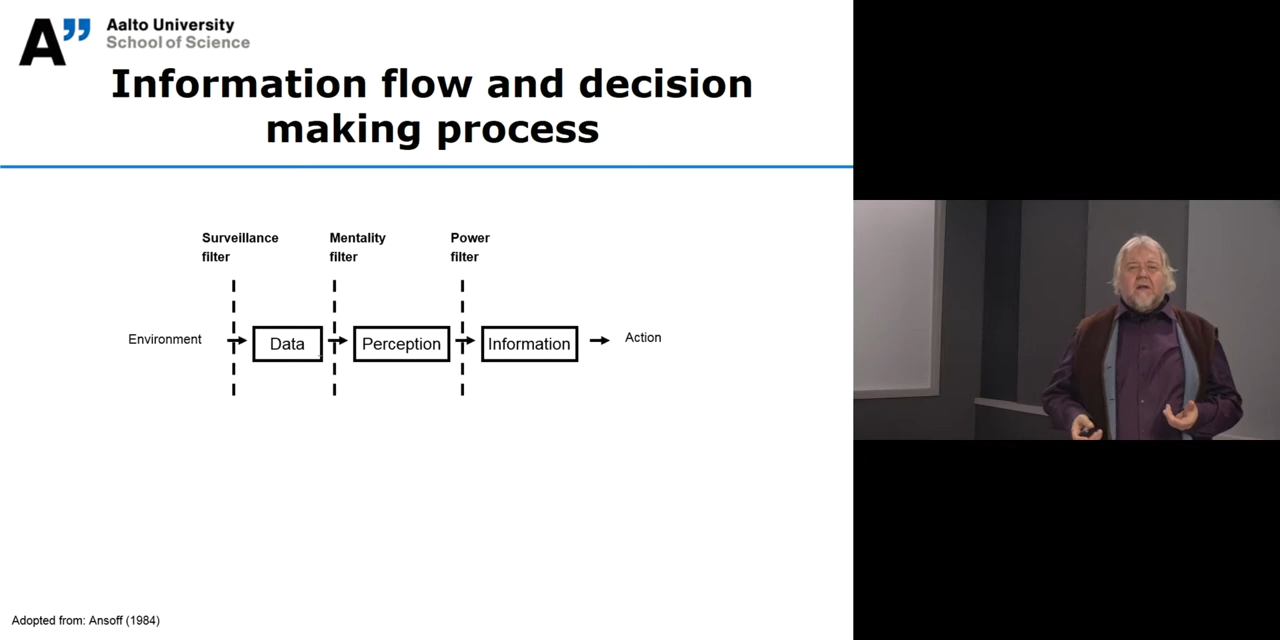 Aalto University
School of Science
Information flow and decision
making process
Surveillance
filter
Mentality
filter
Power
filter
Environment
Data
Perception
Information
Action
Adopted from: Ansoff (1984)